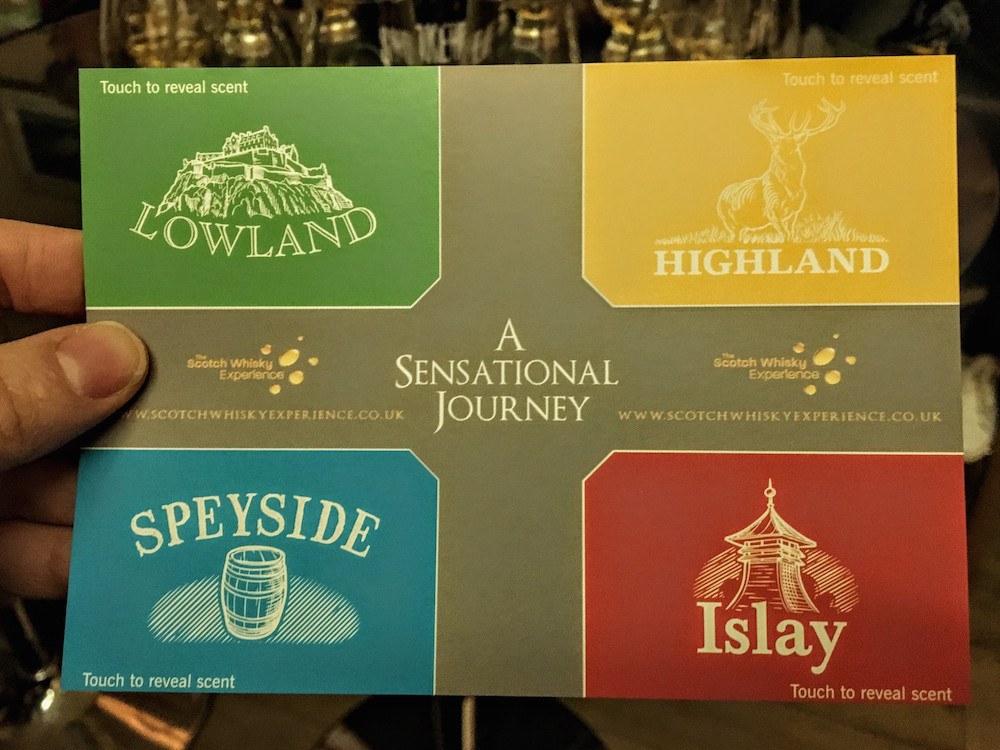 Touch to reveal scent
LOWLAND
Touch to reveal scent
HIGHLAND
The
Scotch Whisky
Experience
WWW.SCOTCHWHISKYEXPERIENCE.CO.UK
A
SENSATIONAL
JOURNEY
The
Scotch Whisky
Experience
WWW.SCOTCHWHISKYEXPERIENCE.CO.UK
SPEYSIDE
Touch to reveal scent
Islay
Touch to reveal scent